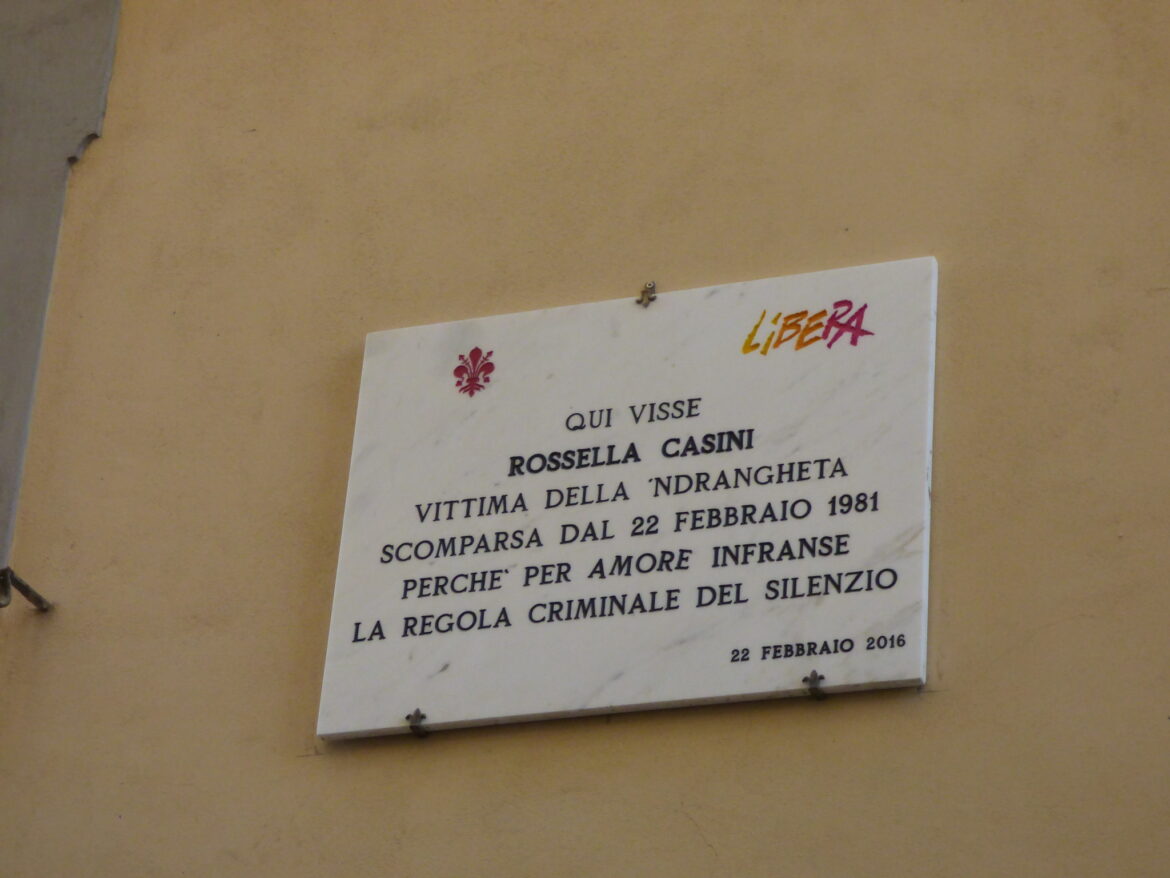 LiBERA
QUI VISSE
ROSSELLA CASINI
VITTIMA DELLA 'NDRANGHETA
SCOMPARSA DAL 22 FEBBRAIO 1981
PERCHE' PER AMORE INFRANSE
LA REGOLA CRIMINALE DEL SILENZIO
22 FEBBRAIO 2016